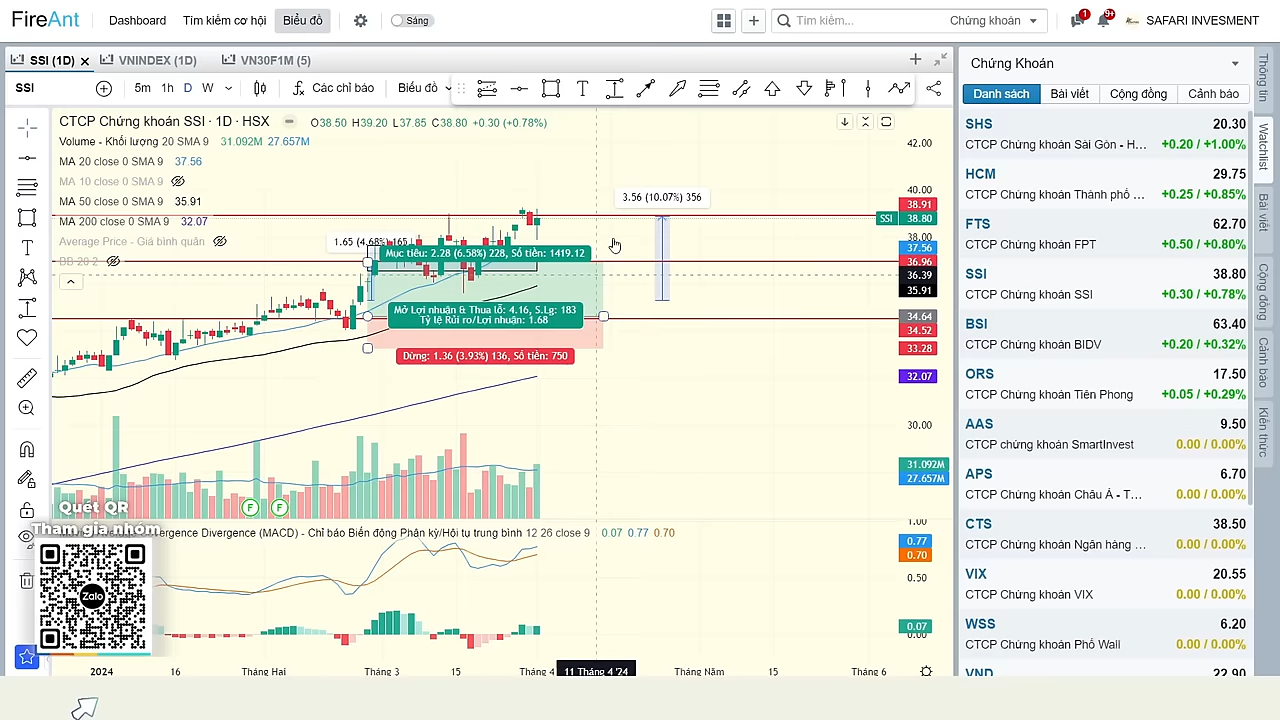 FireAnt
Dashboard
Tìm kiếm cơ hội
Biểu đồ
Sáng
Tìm kiếm...
Chứng khoán
1
9+
SAFARI INVESMENT
SSI (1D)
VNINDEX (1D)
VN30F1M (5)
SSI
5m
1h
D
W
Các chỉ báo
Biểu đồ
CTCP Chứng khoán SSI · 1D · HSX
O38.50 H39.20 L37.85 C38.80 +0.30 (+0.78%)
Volume - Khối lượng 20 SMA 9 31.092M 27.657M
MA 20 close 0 SMA 9 37.56
MA 10 close 0 SMA 9
MA 50 close 0 SMA 9 35.91
MA 200 close 0 SMA 9 32.07
Average Price - Giá bình quân
BB 20 2
3.56 (10.07%) 356
1.65 (4.68%) 165
Mục tiêu: 2.28 (6.58%) 228, Số tiền: 1419.12
Mở Lợi nhuận & Thua lỗ: 4.16, S.Lg: 183
Tỷ lệ Rủi ro/Lợi nhuận: 1.68
Dừng: 1.36 (3.93%) 136, Số tiền: 750
42.00
40.00
38.91
SSI 38.80
38.00
37.56
36.96
36.39
35.91
34.64
34.52
33.28
32.07
30.00
31.092M
27.657M
F
F
ergence Divergence (MACD) - Chỉ báo Biến động Phân kỳ/Hội tụ trung bình 12 26 close 9 0.07 0.77 0.70
1.00
0.77
0.70
0.50
0.07
0.00
2024
16
Tháng Hai
Tháng 3
15
Tháng 4
11 Tháng 4 '24
Tháng Năm
15
Tháng 6
Quét QR
Tham gia nhóm
Zalo
Chứng Khoán
Danh sách
Bài viết
Cộng đồng
Cảnh báo
SHS 20.30
CTCP Chứng khoán Sài Gòn - H... +0.20 / +1.00%
HCM 29.75
CTCP Chứng khoán Thành phố ... +0.25 / +0.85%
FTS 62.70
CTCP Chứng khoán FPT +0.50 / +0.80%
SSI 38.80
CTCP Chứng khoán SSI +0.30 / +0.78%
BSI 63.40
CTCP Chứng khoán BIDV +0.20 / +0.32%
ORS 17.50
CTCP Chứng khoán Tiên Phong +0.05 / +0.29%
AAS 9.50
CTCP chứng khoán SmartInvest 0.00 / 0.00%
APS 6.70
CTCP Chứng khoán Châu Á - T... 0.00 / 0.00%
CTS 38.50
CTCP Chứng khoán Ngân hàng ... 0.00 / 0.00%
VIX 20.55
CTCP Chứng khoán VIX 0.00 / 0.00%
WSS 6.20
CTCP Chứng khoán Phố Wall 0.00 / 0.00%
VND 22.90
Thông tin
Watchlist
Bài viết
Cộng đồng
Cảnh báo
Kiến thức